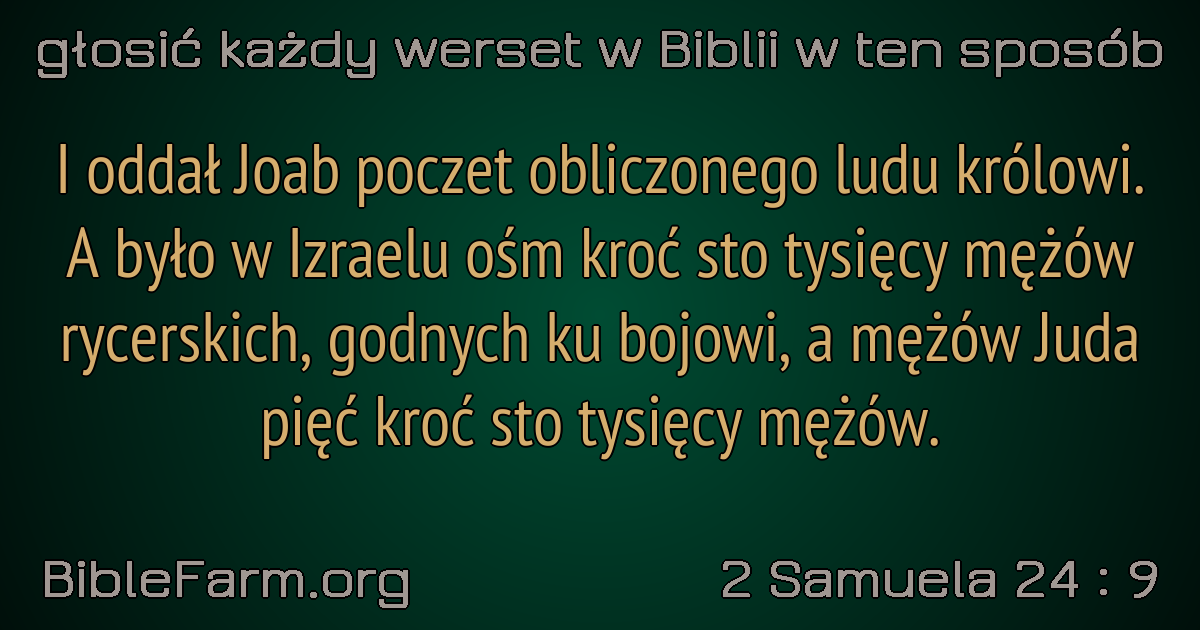 głosić każdy werset w Biblii w ten sposób
I oddał Joab poczet obliczonego ludu królowi.
A było w Izraelu ośm kroć sto tysięcy mężów
rycerskich, godnych ku bojowi, a mężów Juda
pięć kroć sto tysięcy mężów.
BibleFarm.org
2 Samuela 24 : 9